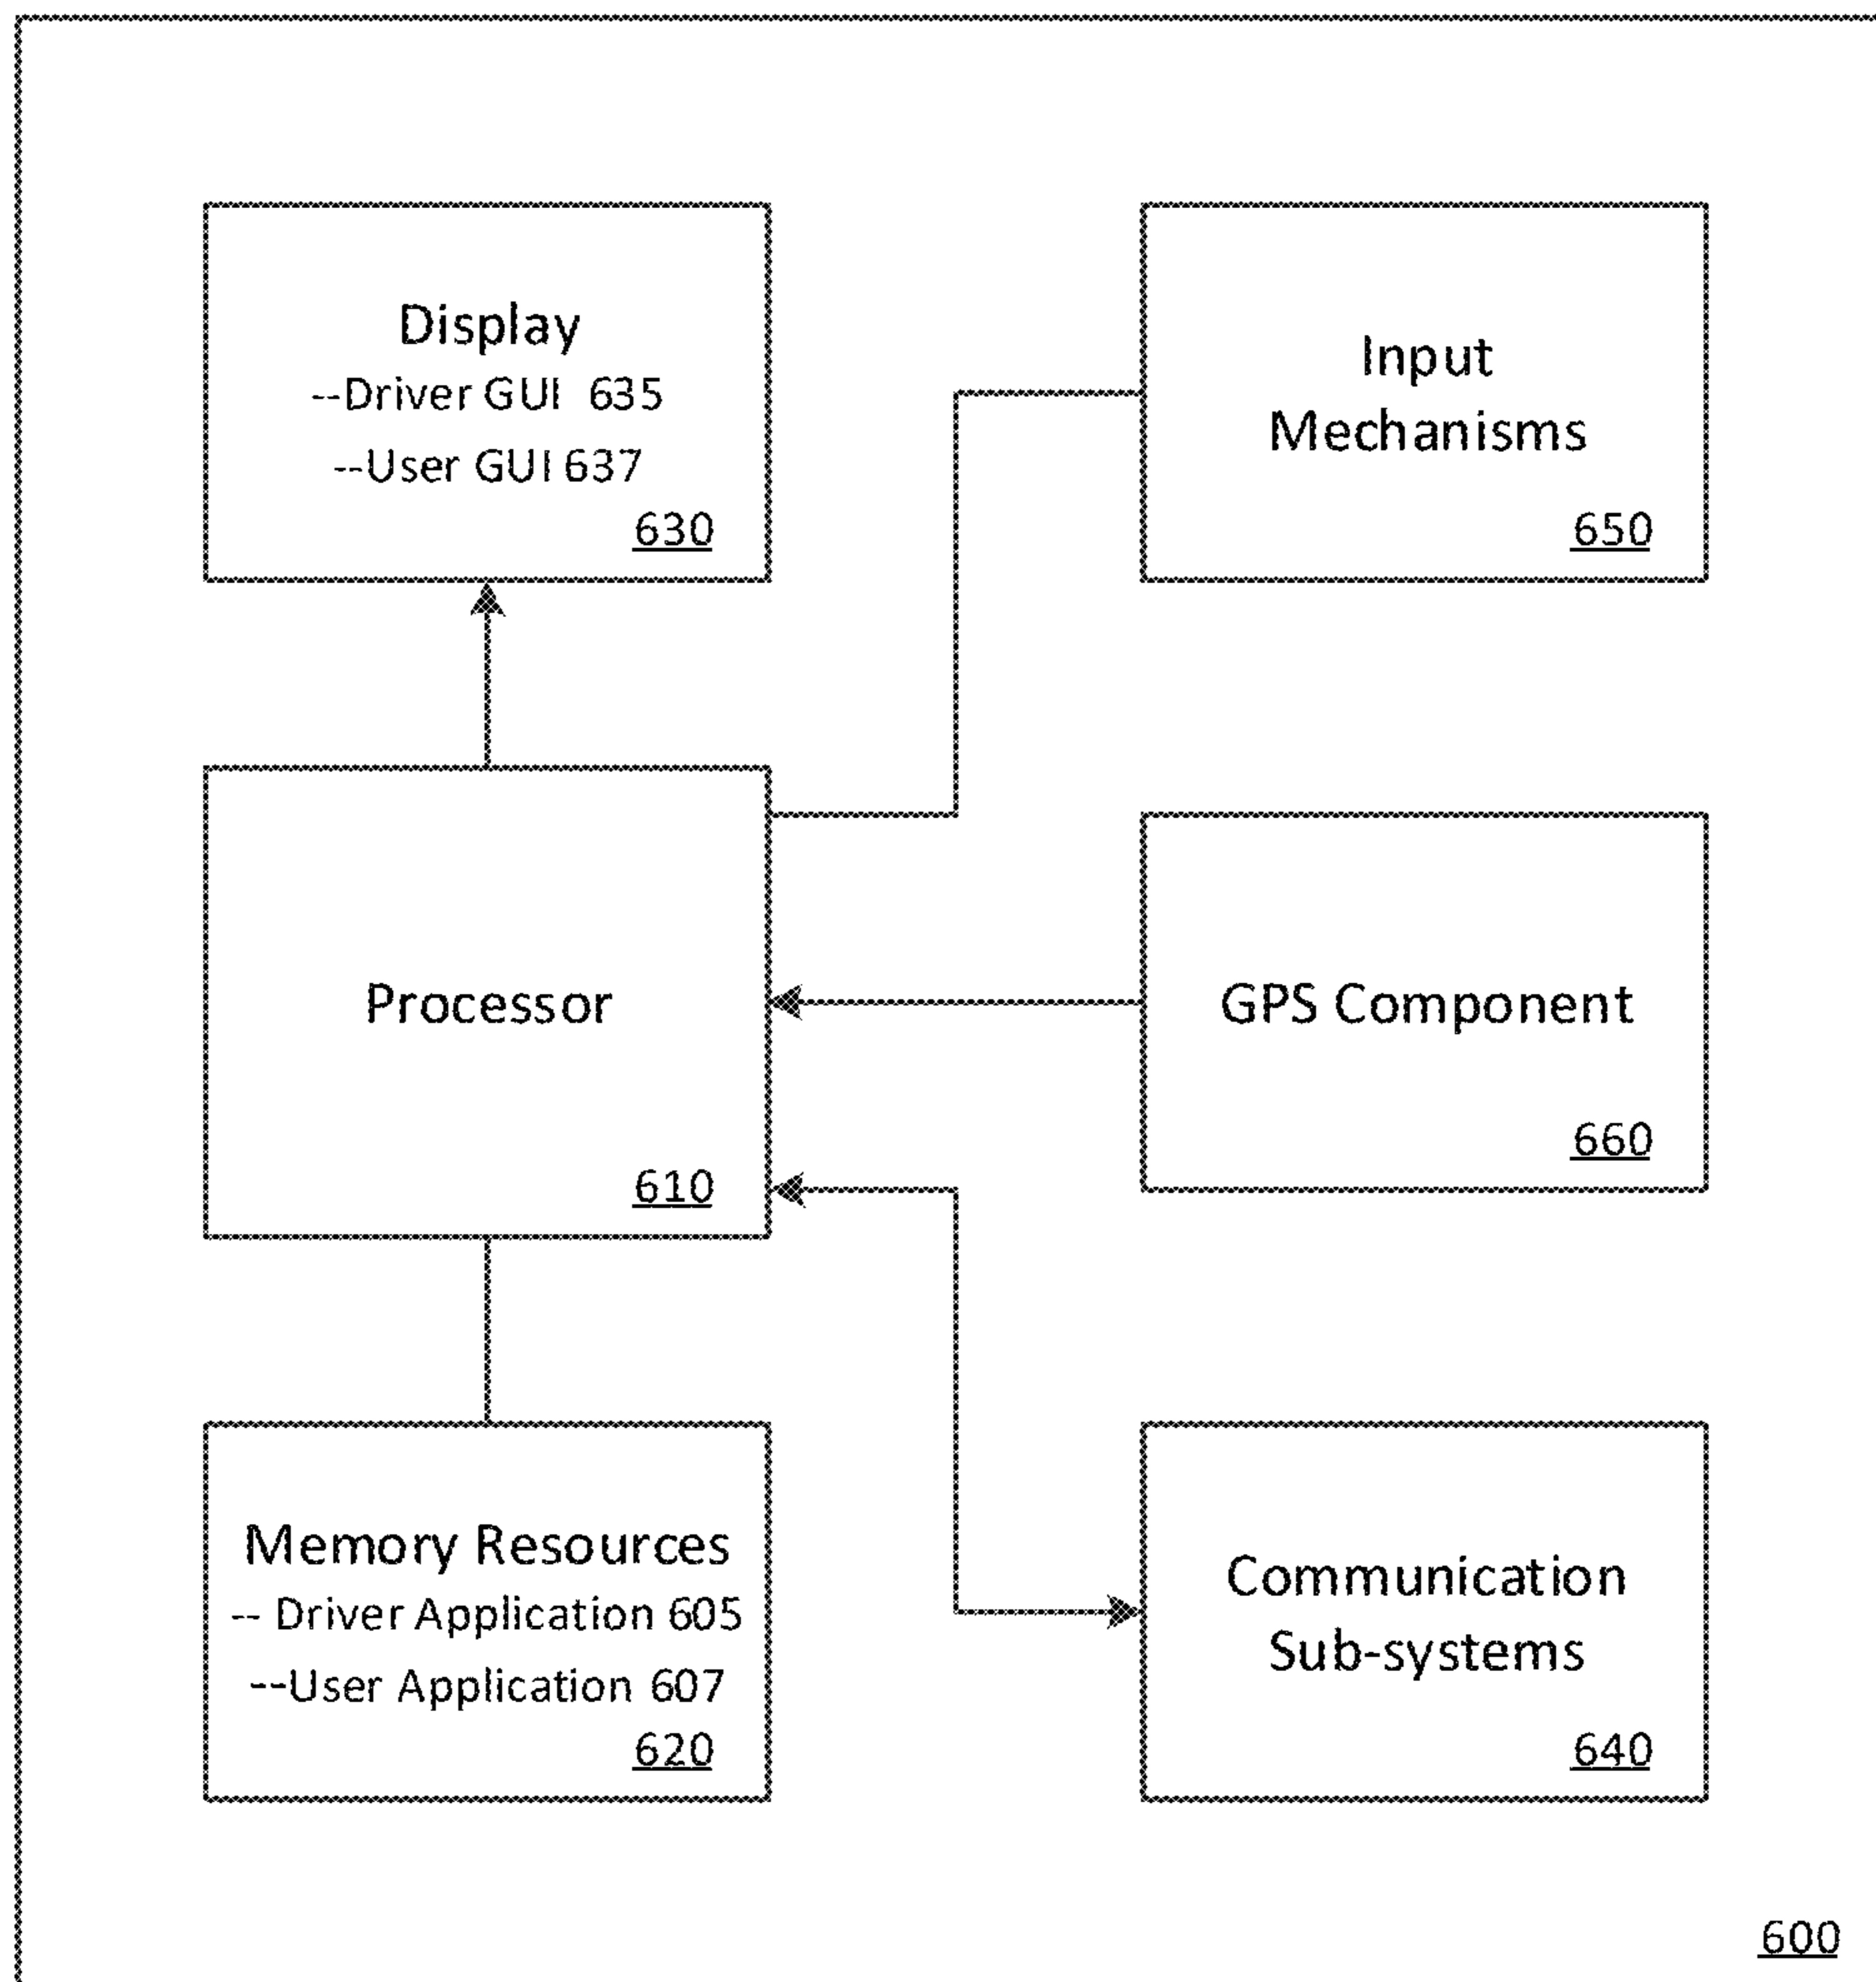 Display
--Driver GUI 635
--User GUI 637
630
Input
Mechanisms
650
Processor
610
GPS Component
660
Memory Resources
-- Driver Application 605
--User Application 607
620
Communication
Sub-systems
640
600